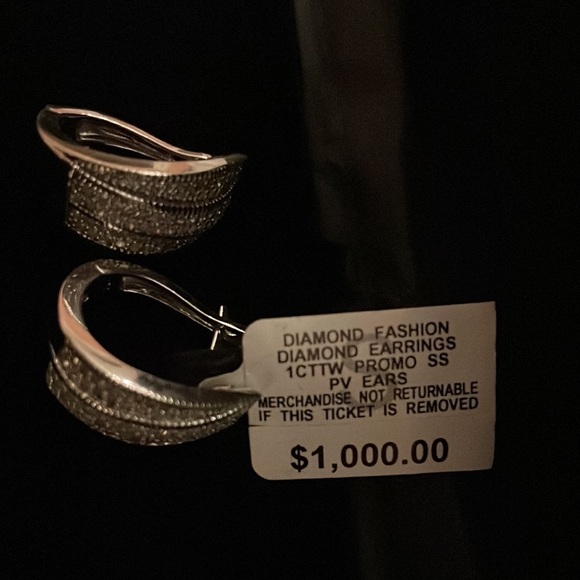 DIAMOND FASHION
DIAMOND EARRINGS
1CTTW PROMO SS
PV EARS
MERCHANDISE NOT RETURNABLE
IF THIS TICKET IS REMOVED
$1,000.00